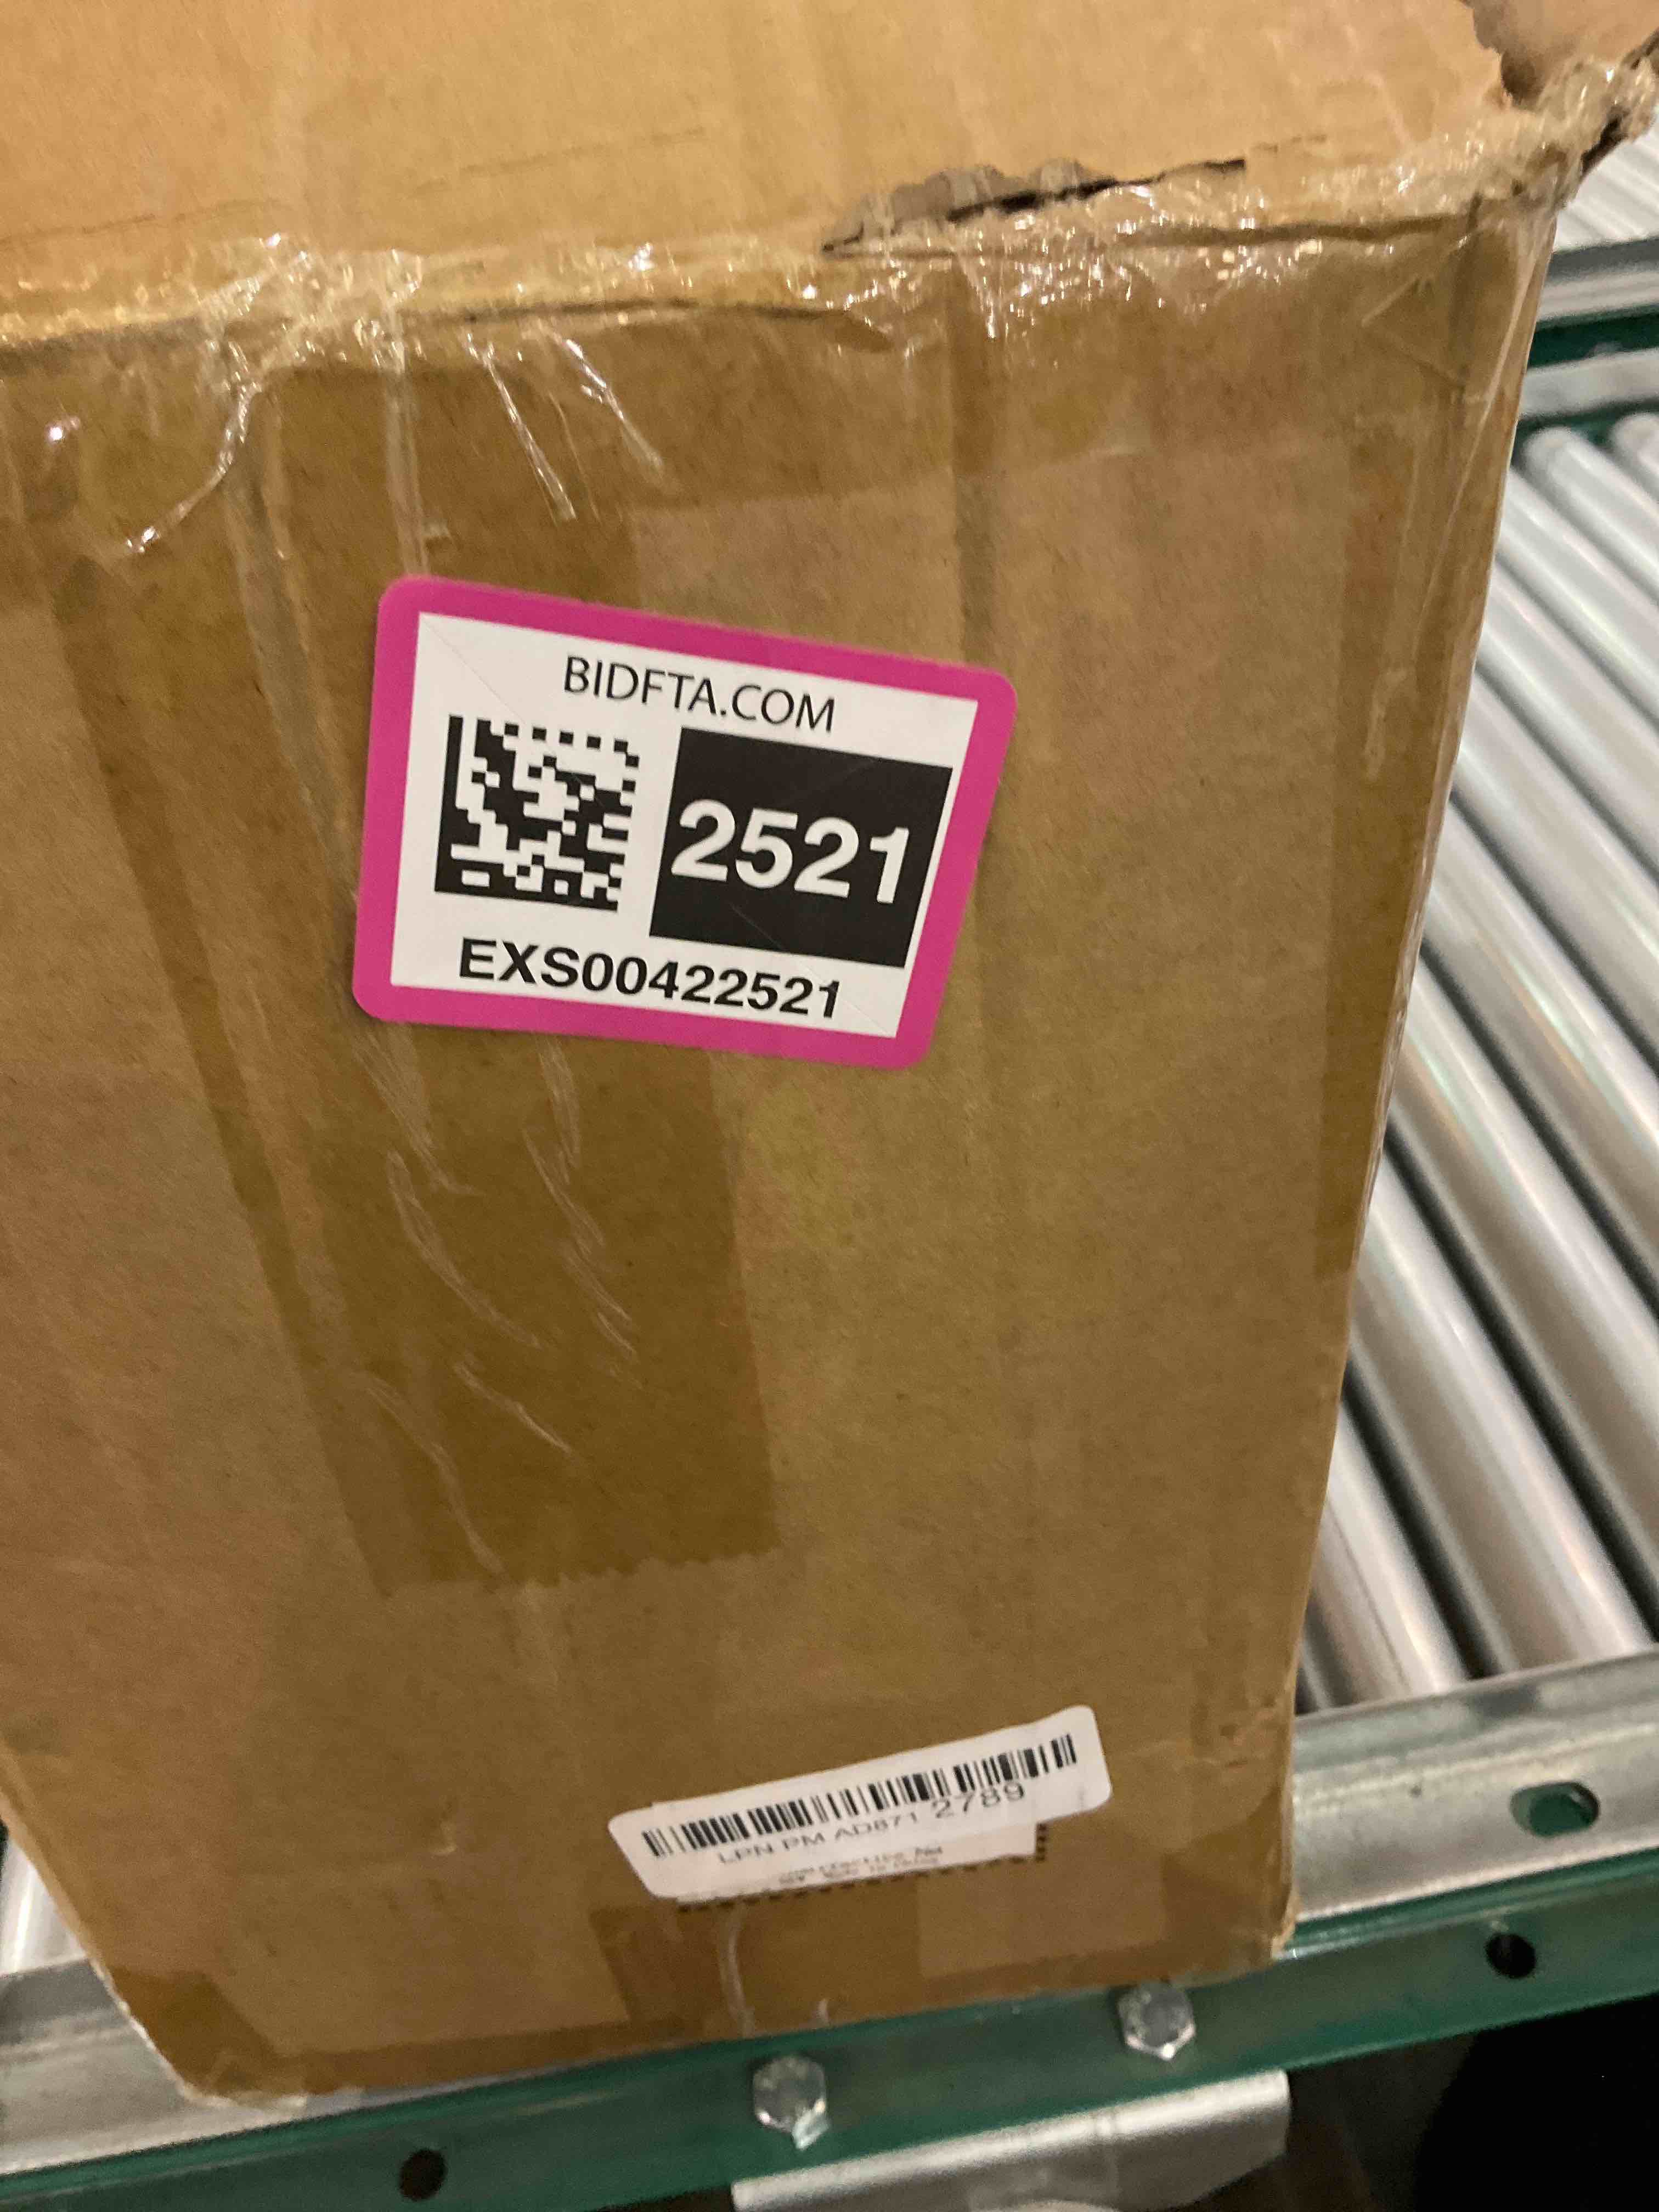 BIDFTA.COM
2521
EXS00422521
LPN PM AD871 2789